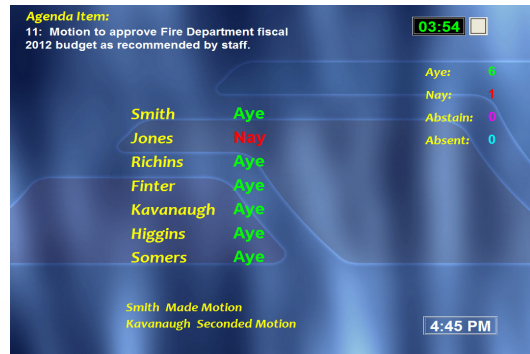 Agenda Item:
11: Motion to approve Fire Department fiscal
2012 budget as recommended by staff.
03:54
Aye: 6
Nay: 1
Abstain: 0
Absent: 0
Smith Aye
Jones Nay
Richins Aye
Finter Aye
Kavanaugh Aye
Higgins Aye
Somers Aye
Smith Made Motion
Kavanaugh Seconded Motion
4:45 PM